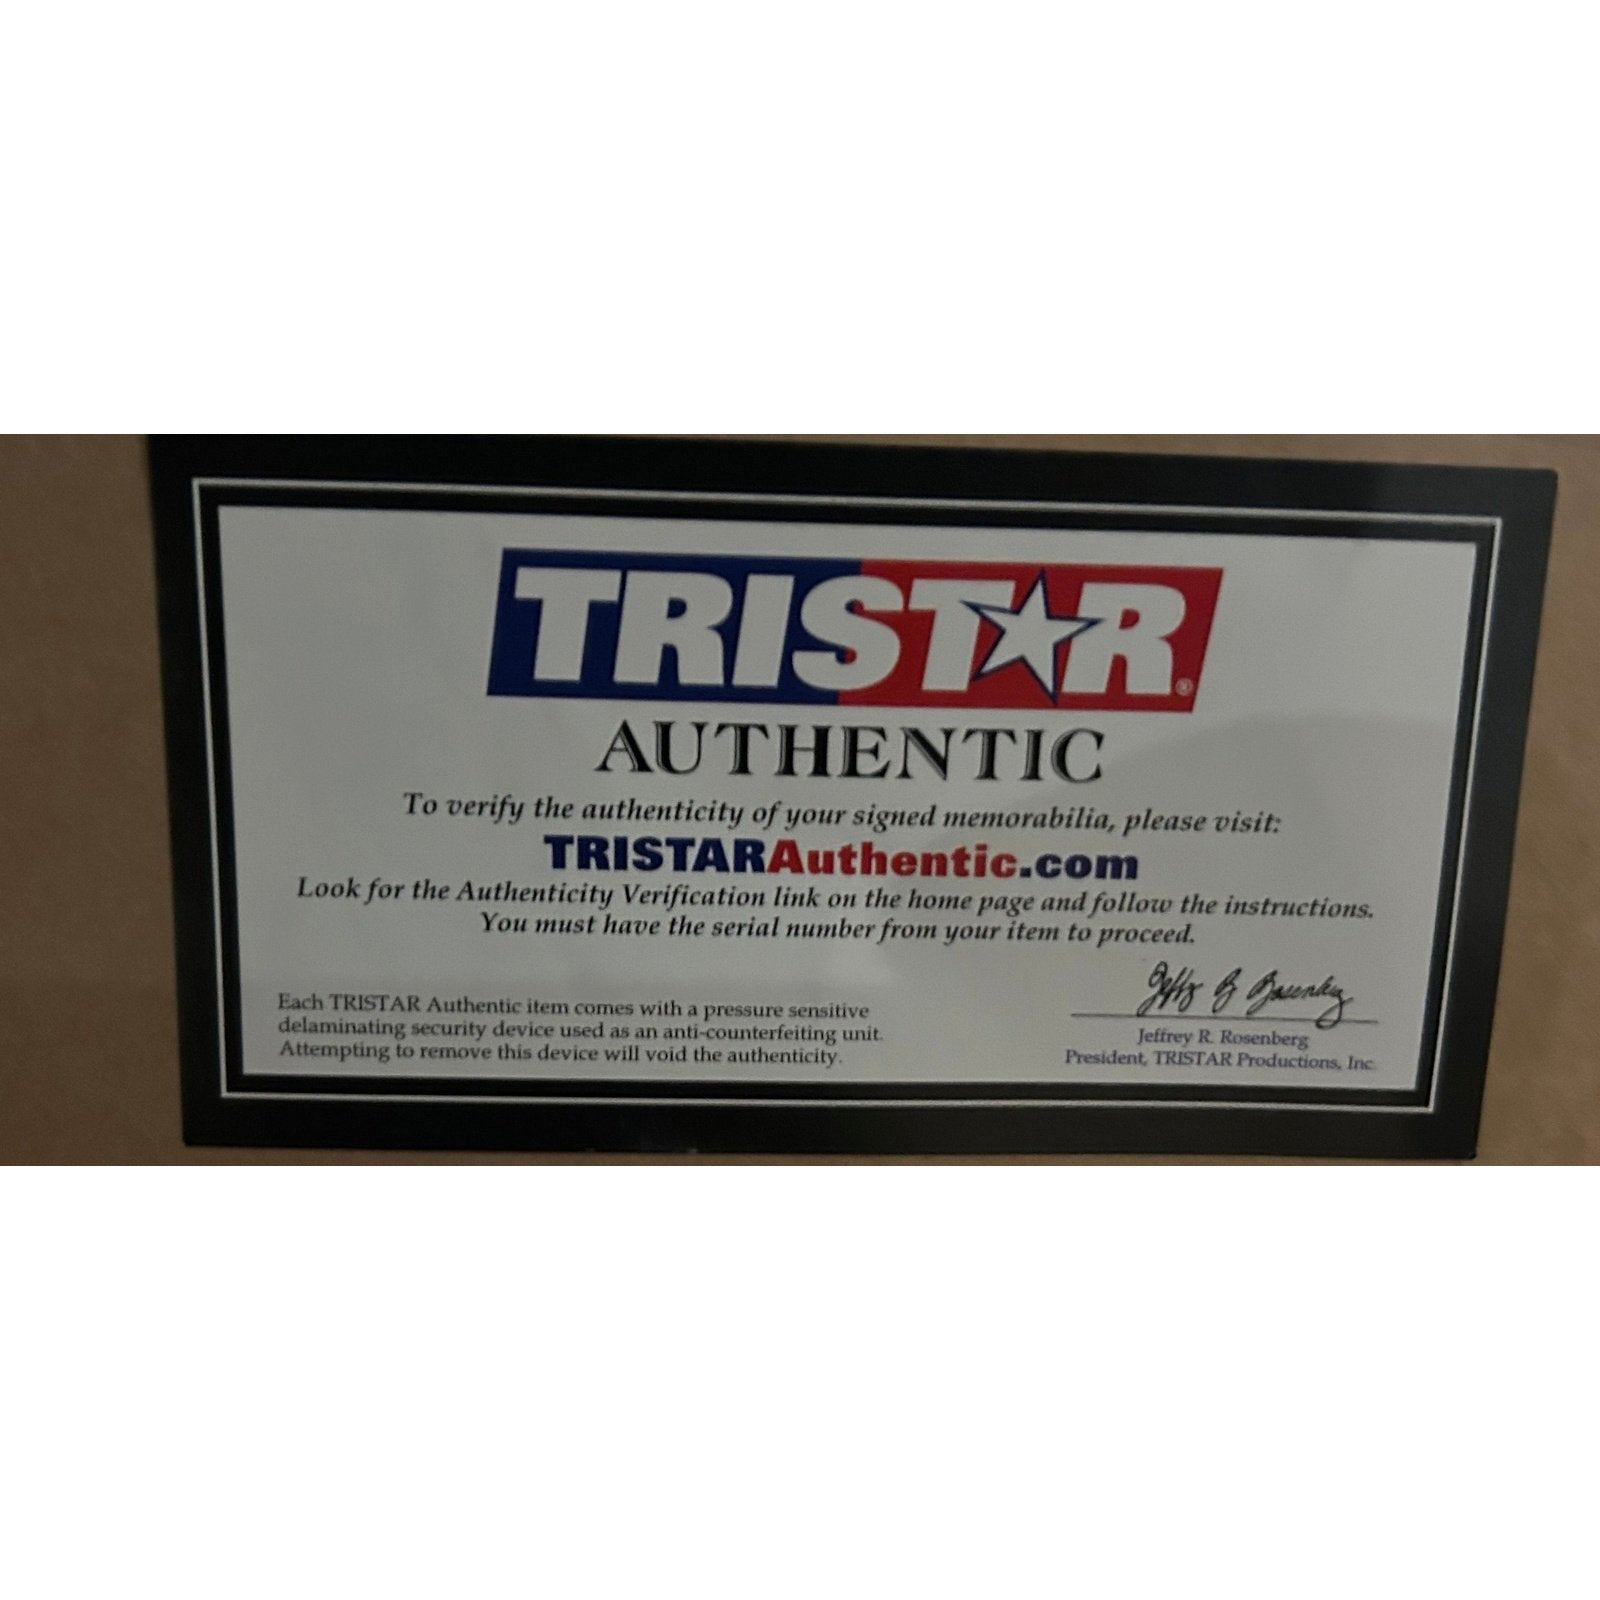 TRISTAR®
AUTHENTIC
To verify the authenticity of your signed memorabilia, please visit:
TRISTARAuthentic.com
Look for the Authenticity Verification link on the home page and follow the instructions.
You must have the serial number from your item to proceed.
Each TRISTAR Authentic item comes with a pressure sensitive
delaminating security device used as an anti-counterfeiting unit.
Attempting to remove this device will void the authenticity.
Jeffrey R. Rosenberg
President, TRISTAR Productions, Inc.